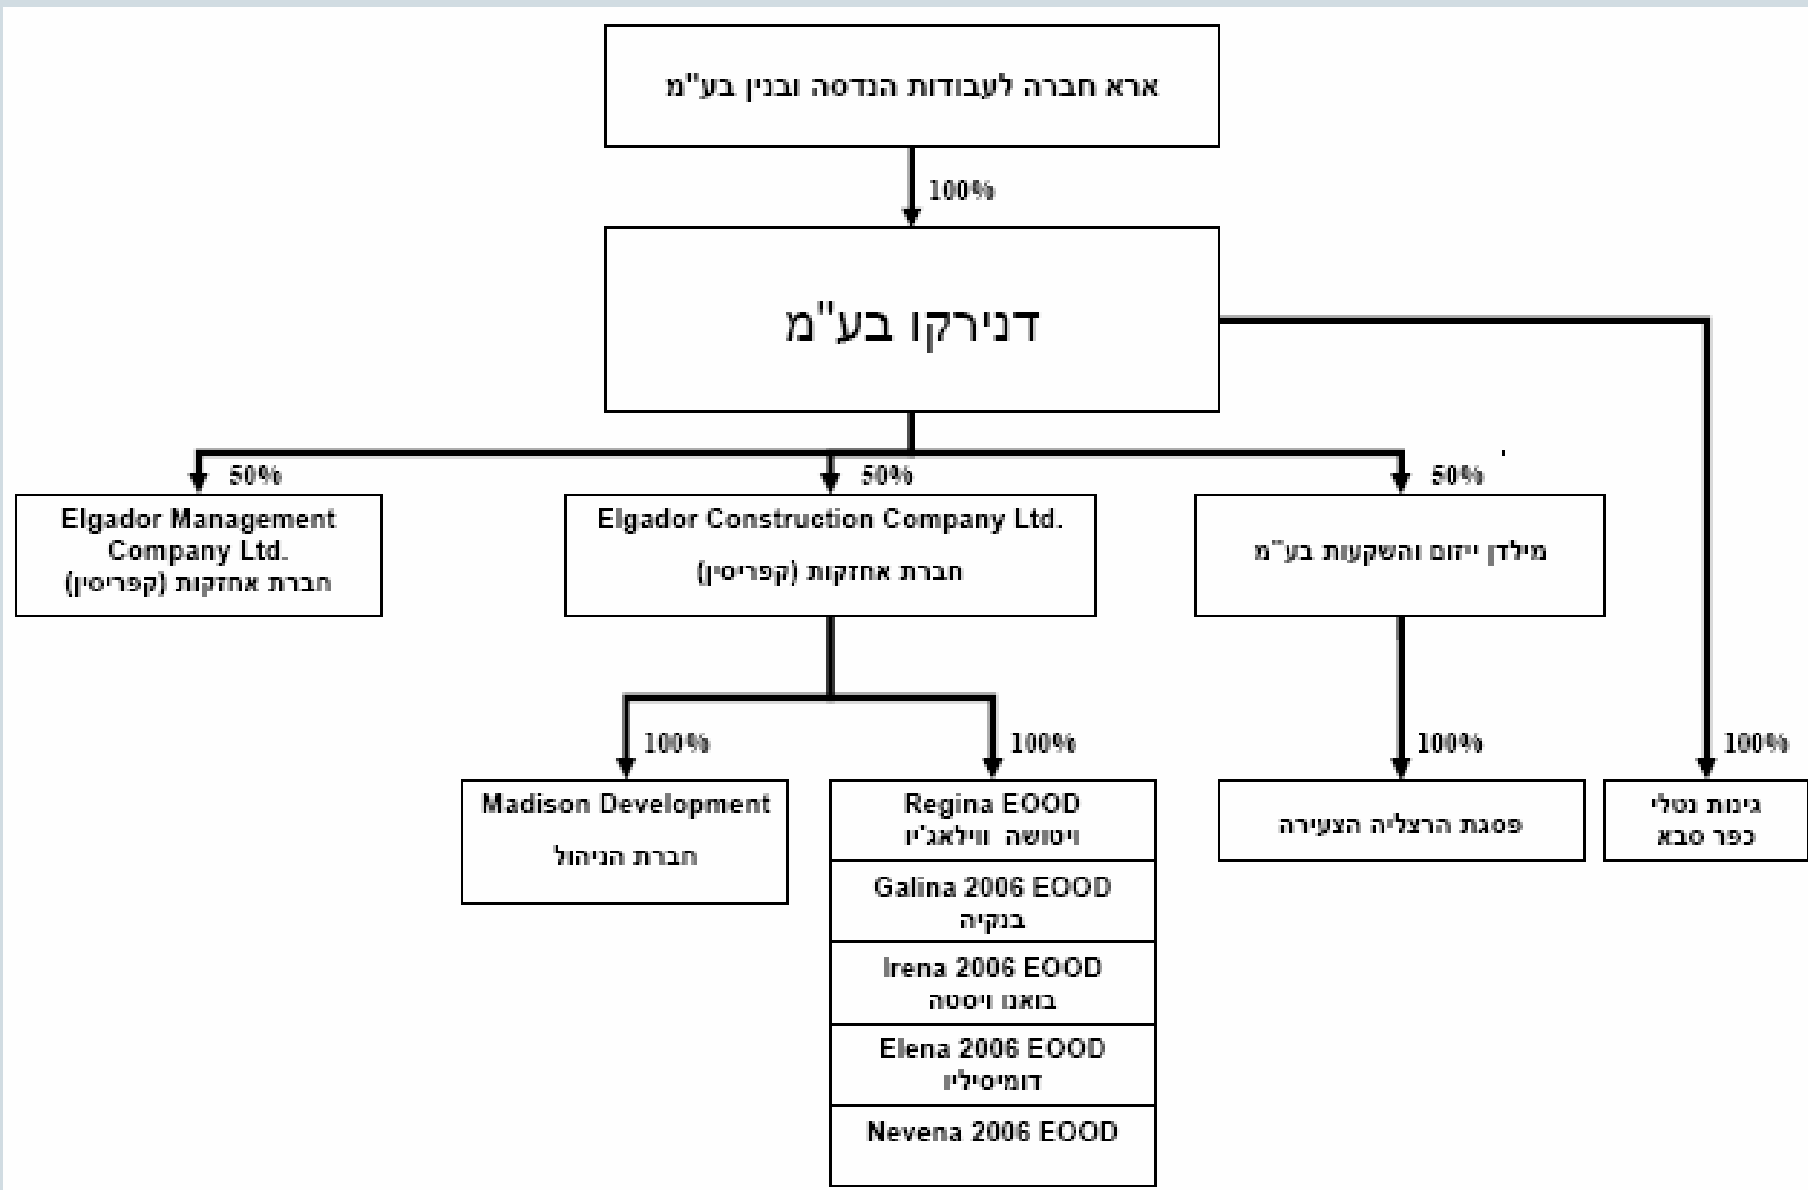 ארא חברה לעבודות הנדסה ובנין בע"מ
100%
דנירקו בע"מ
50%
50%
50%
Elgador Management
Company Ltd.
חברת אחזקות (קפריסין)
Elgador Construction Company Ltd.
חברת אחזקות (קפריסין)
מילדן ייזום והשקעות בע"מ
100%
100%
100%
100%
Madison Development
חברת הניהול
Regina EOOD
ויטושה ווילאג'יו
Galina 2006 EOOD
בנקיה
Irena 2006 EOOD
בואנו ויסטה
Elena 2006 EOOD
דומיסיליו
Nevena 2006 EOOD
פסגת הרצליה הצעירה
גינות נטלי
כפר סבא